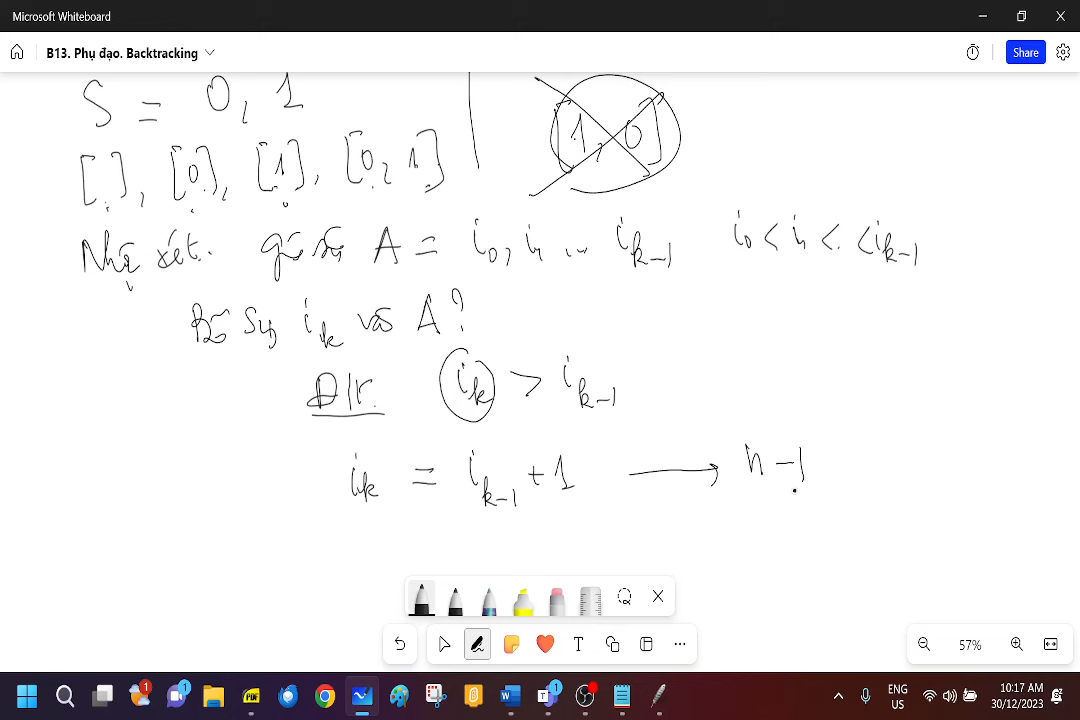 Microsoft Whiteboard
B13. Phụ đạo. Backtracking
Share
S = 0, 1
[1, 0]
[.], [0], [1], [0, 1]
Nhận xét. giả sử A = i0, i1 ... ik-1 i0 < i1 < . < ik-1
Bổ sung ik vào A?
Đ/k. ik > ik-1
ik = ik-1 + 1 → n-1
57%
ENG
US
10:17 AM
30/12/2023